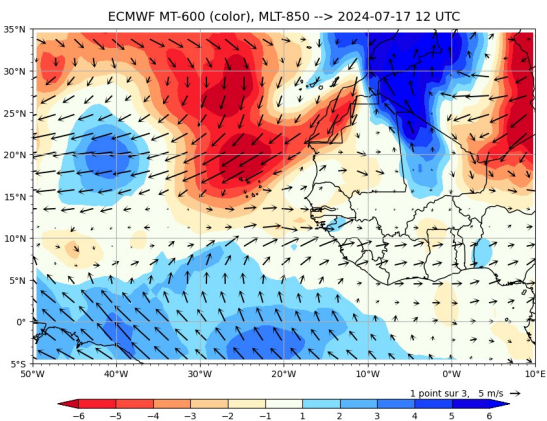 ECMWF MT-600 (color), MLT-850 --> 2024-07-17 12 UTC
35°N
30°N
25°N
20°N
15°N
10°N
5°N
0°
5°S
50°W 40°W 30°W 20°W 10°W 0°W 10°E
1 point sur 3, 5 m/s
−6 −5 −4 −3 −2 −1 1 2 3 4 5 6